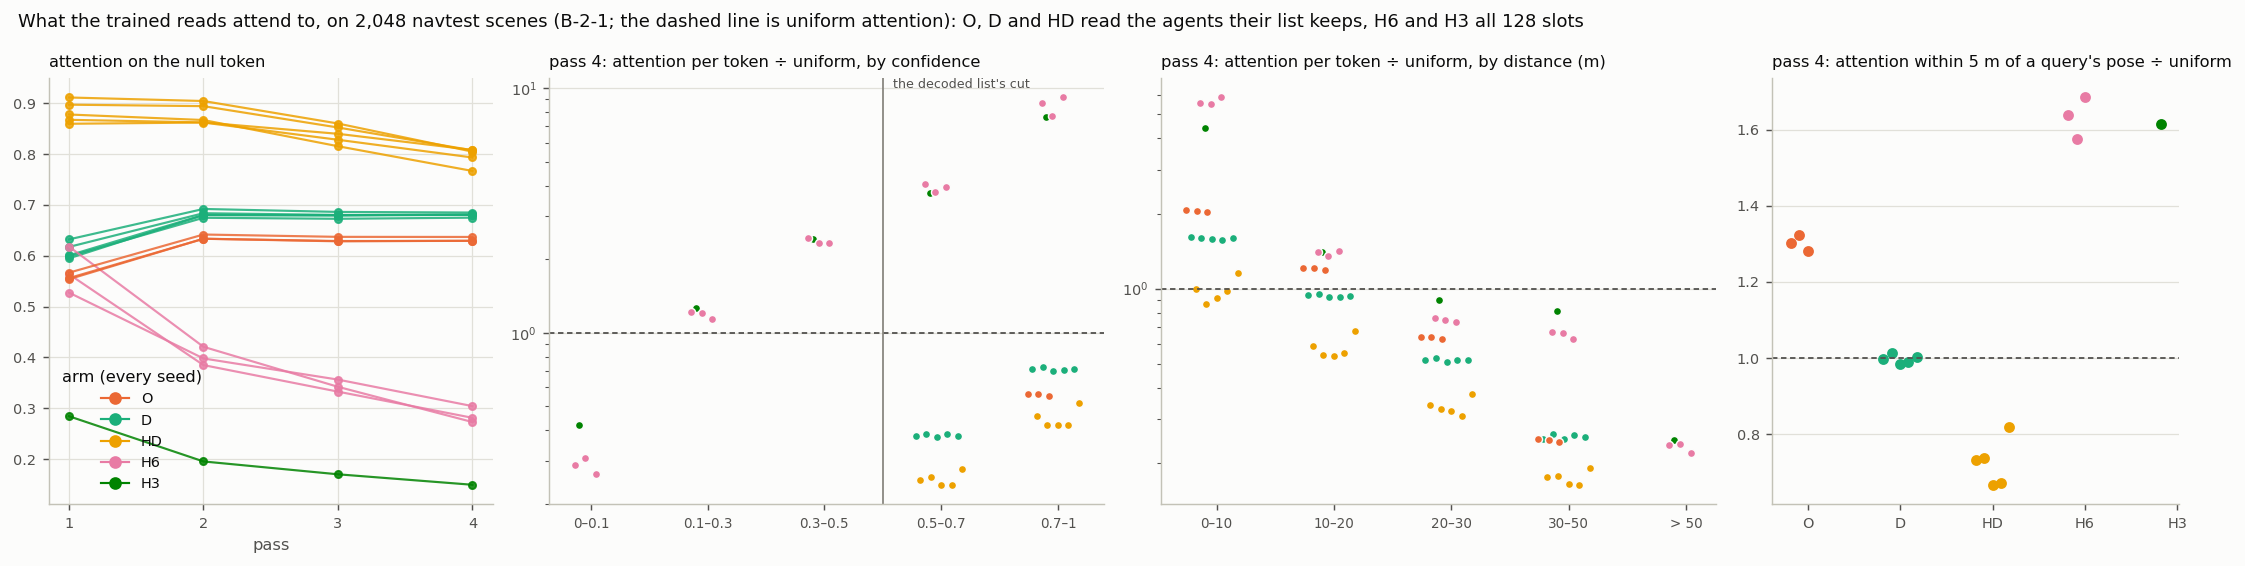 What the trained reads attend to, on 2,048 navtest scenes (B-2-1; the dashed line is uniform attention): O, D and HD read the agents their list keeps, H6 and H3 all 128 slots
attention on the null token
0.9
0.8
0.7
0.6
0.5
0.4
0.3
0.2
arm (every seed)
O
D
HD
H6
H3
1
2
3
4
pass
pass 4: attention per token ÷ uniform, by confidence
the decoded list's cut
10¹
10⁰
0–0.1
0.1–0.3
0.3–0.5
0.5–0.7
0.7–1
pass 4: attention per token ÷ uniform, by distance (m)
10⁰
0–10
10–20
20–30
30–50
> 50
pass 4: attention within 5 m of a query's pose ÷ uniform
1.6
1.4
1.2
1.0
0.8
O
D
HD
H6
H3